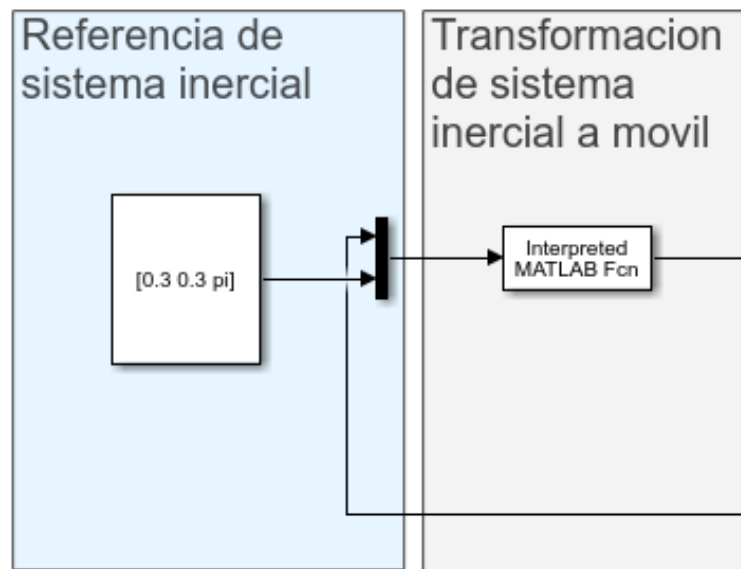 Referencia de
sistema inercial
Transformacion
de sistema
inercial a movil
[0.3 0.3 pi]
Interpreted
MATLAB Fcn